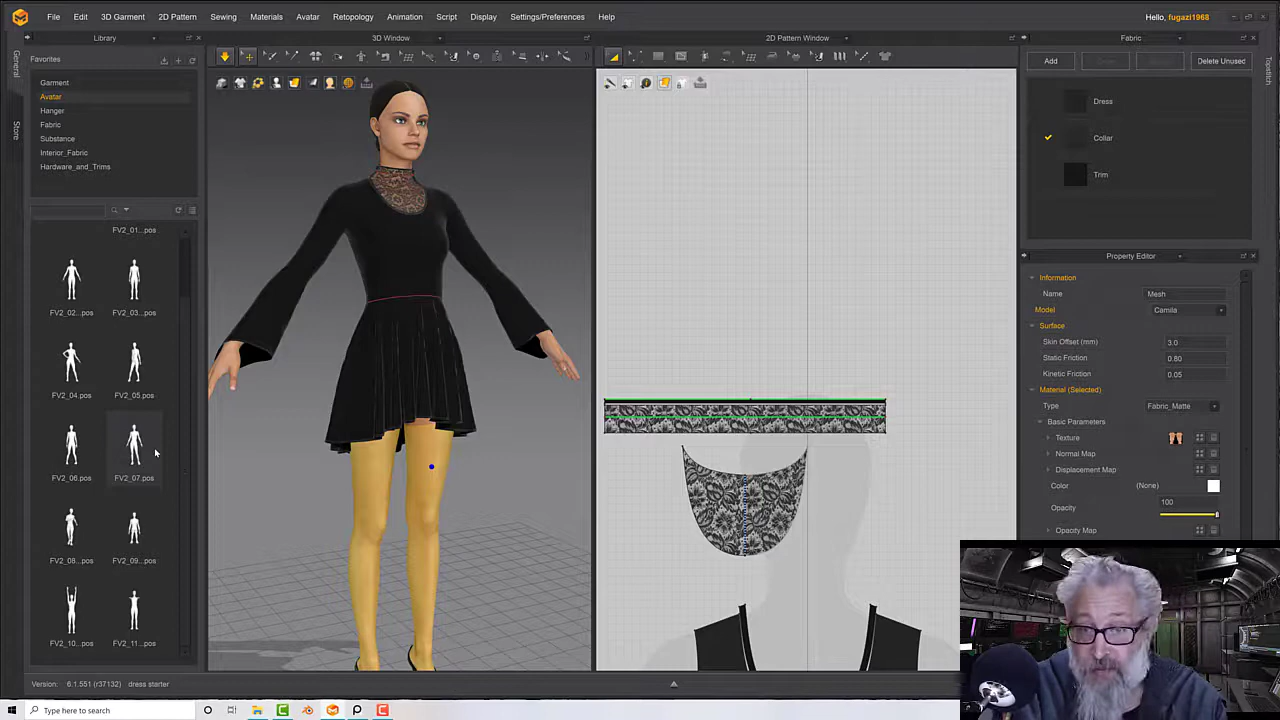 File Edit 3D Garment 2D Pattern Sewing Materials Avatar Retopology Animation Script Display Settings/Preferences Help Hello, fugazi1968
Library 3D Window 2D Pattern Window Fabric
General
Store
Topstitch
Favorites
Garment
Avatar
Hanger
Fabric
Substance
Interior_Fabric
Hardware_and_Trims
FV2_01...pos
FV2_02...pos FV2_03...pos
FV2_04...pos FV2_05...pos
FV2_06.pos FV2_07.pos
FV2_08...pos FV2_09...pos
FV2_10...pos FV2_11...pos
Add Delete Unused
Dress
Collar
Trim
Property Editor
Information
Name Mesh
Model Camila
Surface
Skin Offset (mm) 3.0
Static Friction 0.80
Kinetic Friction 0.05
Material (Selected)
Type Fabric_Matte
Basic Parameters
Texture
Normal Map
Displacement Map
Color (None)
Opacity 100
Opacity Map
Version: 6.1.551 (r37132) dress starter
Type here to search